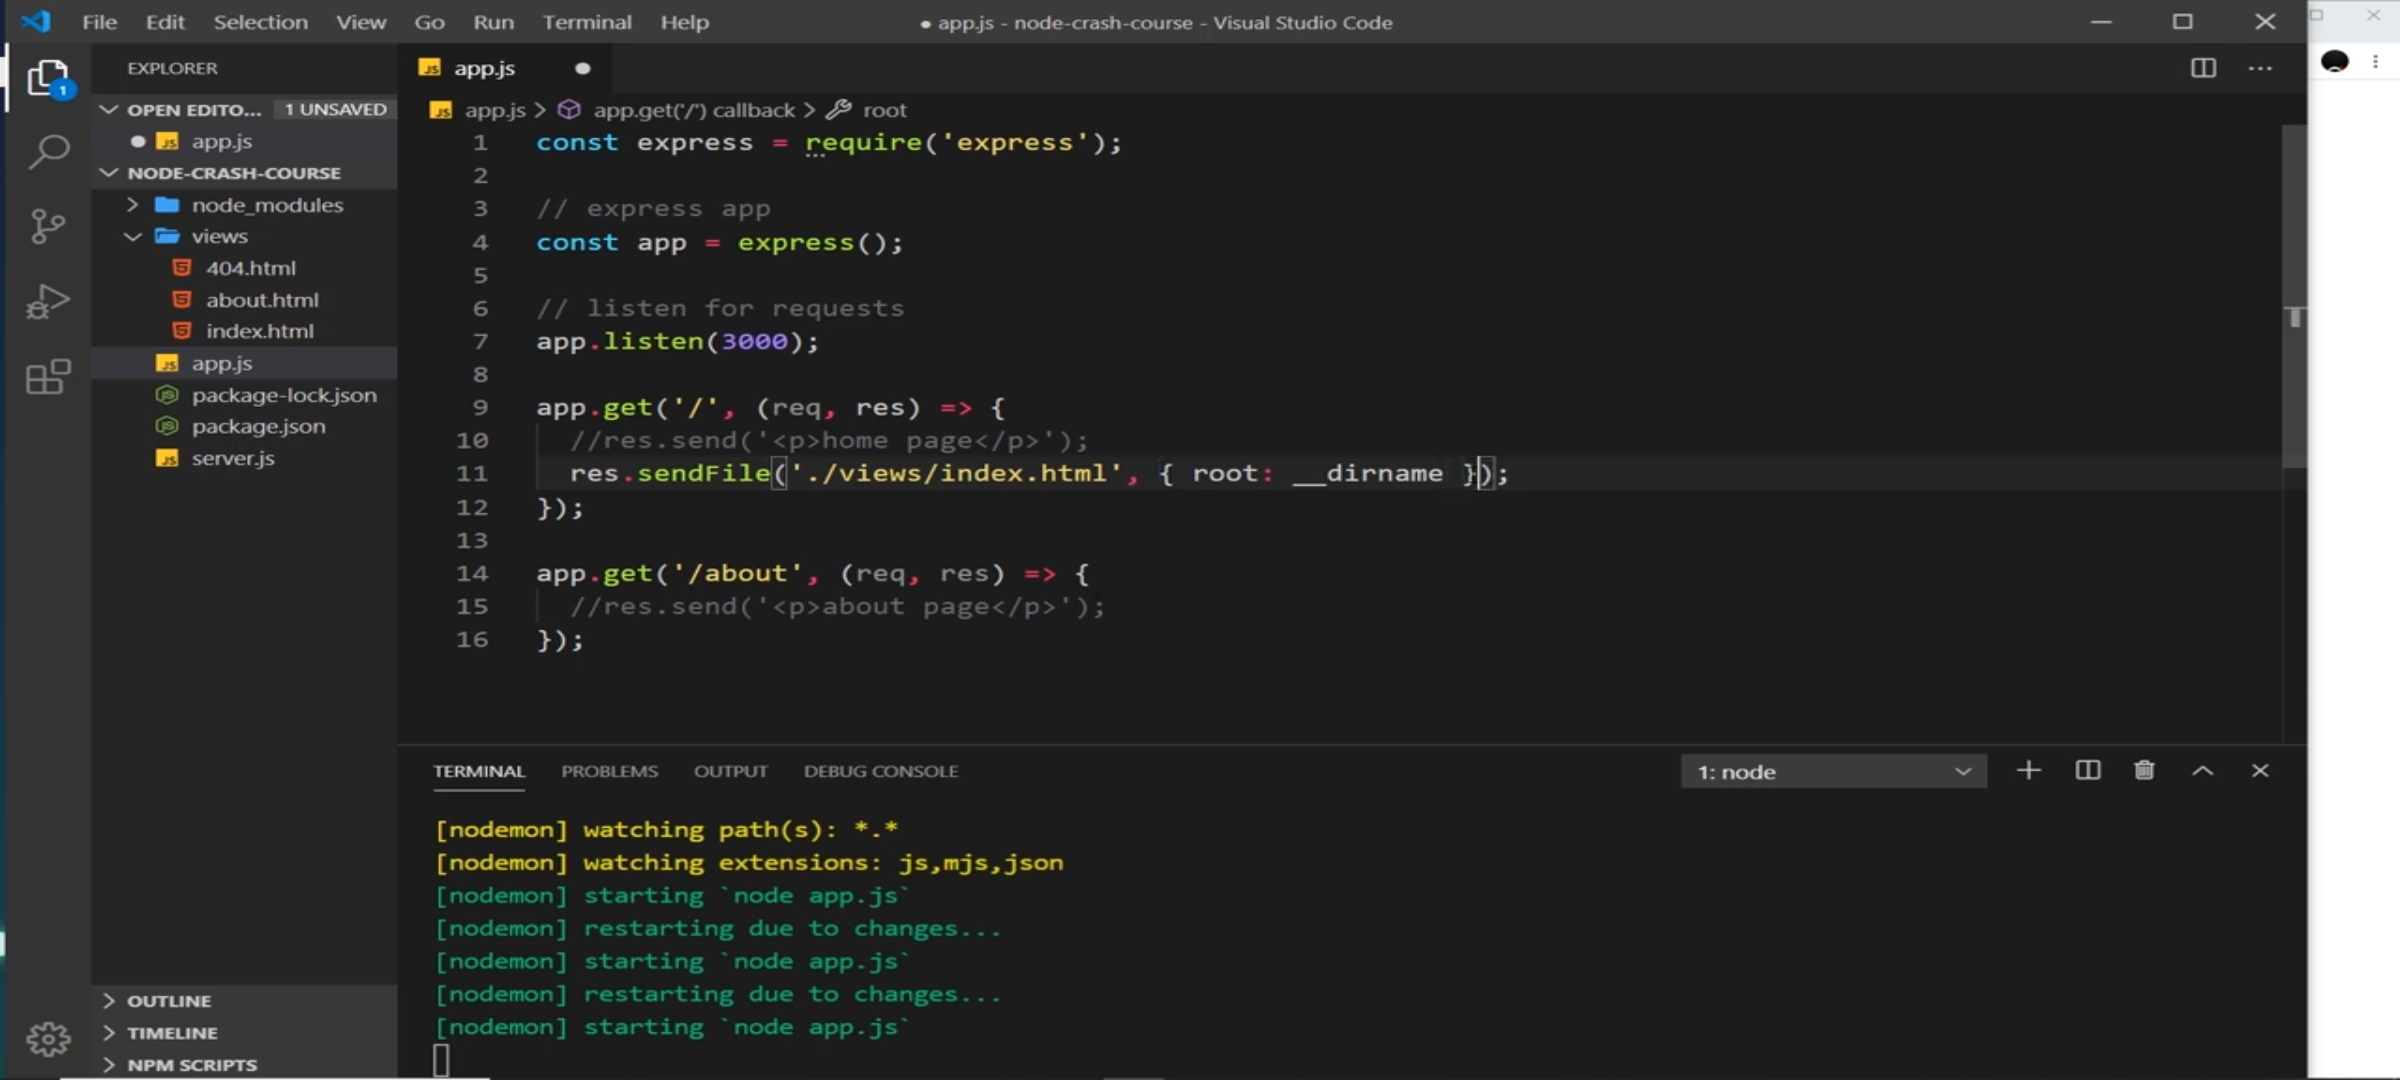 File Edit Selection View Go Run Terminal Help
● app.js - node-crash-course - Visual Studio Code
EXPLORER
OPEN EDITO... 1 UNSAVED
● JS app.js
NODE-CRASH-COURSE
node_modules
views
404.html
about.html
index.html
JS app.js
package-lock.json
package.json
JS server.js
OUTLINE
TIMELINE
NPM SCRIPTS
1
JS app.js ●
JS app.js > app.get('/') callback > root
1 const express = require('express');
2
3 // express app
4 const app = express();
5
6 // listen for requests
7 app.listen(3000);
8
9 app.get('/', (req, res) => {
10 //res.send('<p>home page</p>');
11 res.sendFile('./views/index.html', { root: __dirname });
12 });
13
14 app.get('/about', (req, res) => {
15 //res.send('<p>about page</p>');
16 });
TERMINAL PROBLEMS OUTPUT DEBUG CONSOLE
1: node
[nodemon] watching path(s): *.*
[nodemon] watching extensions: js,mjs,json
[nodemon] starting `node app.js`
[nodemon] restarting due to changes...
[nodemon] starting `node app.js`
[nodemon] restarting due to changes...
[nodemon] starting `node app.js`